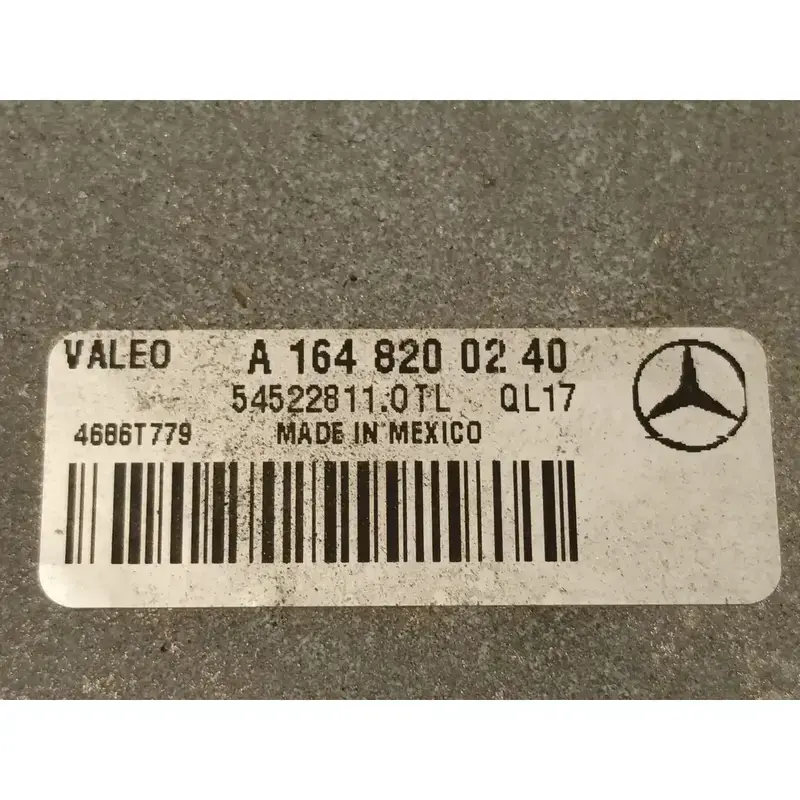 VALEO A 164 820 02 40
54522811.0TL QL17
4686T779 MADE IN MEXICO